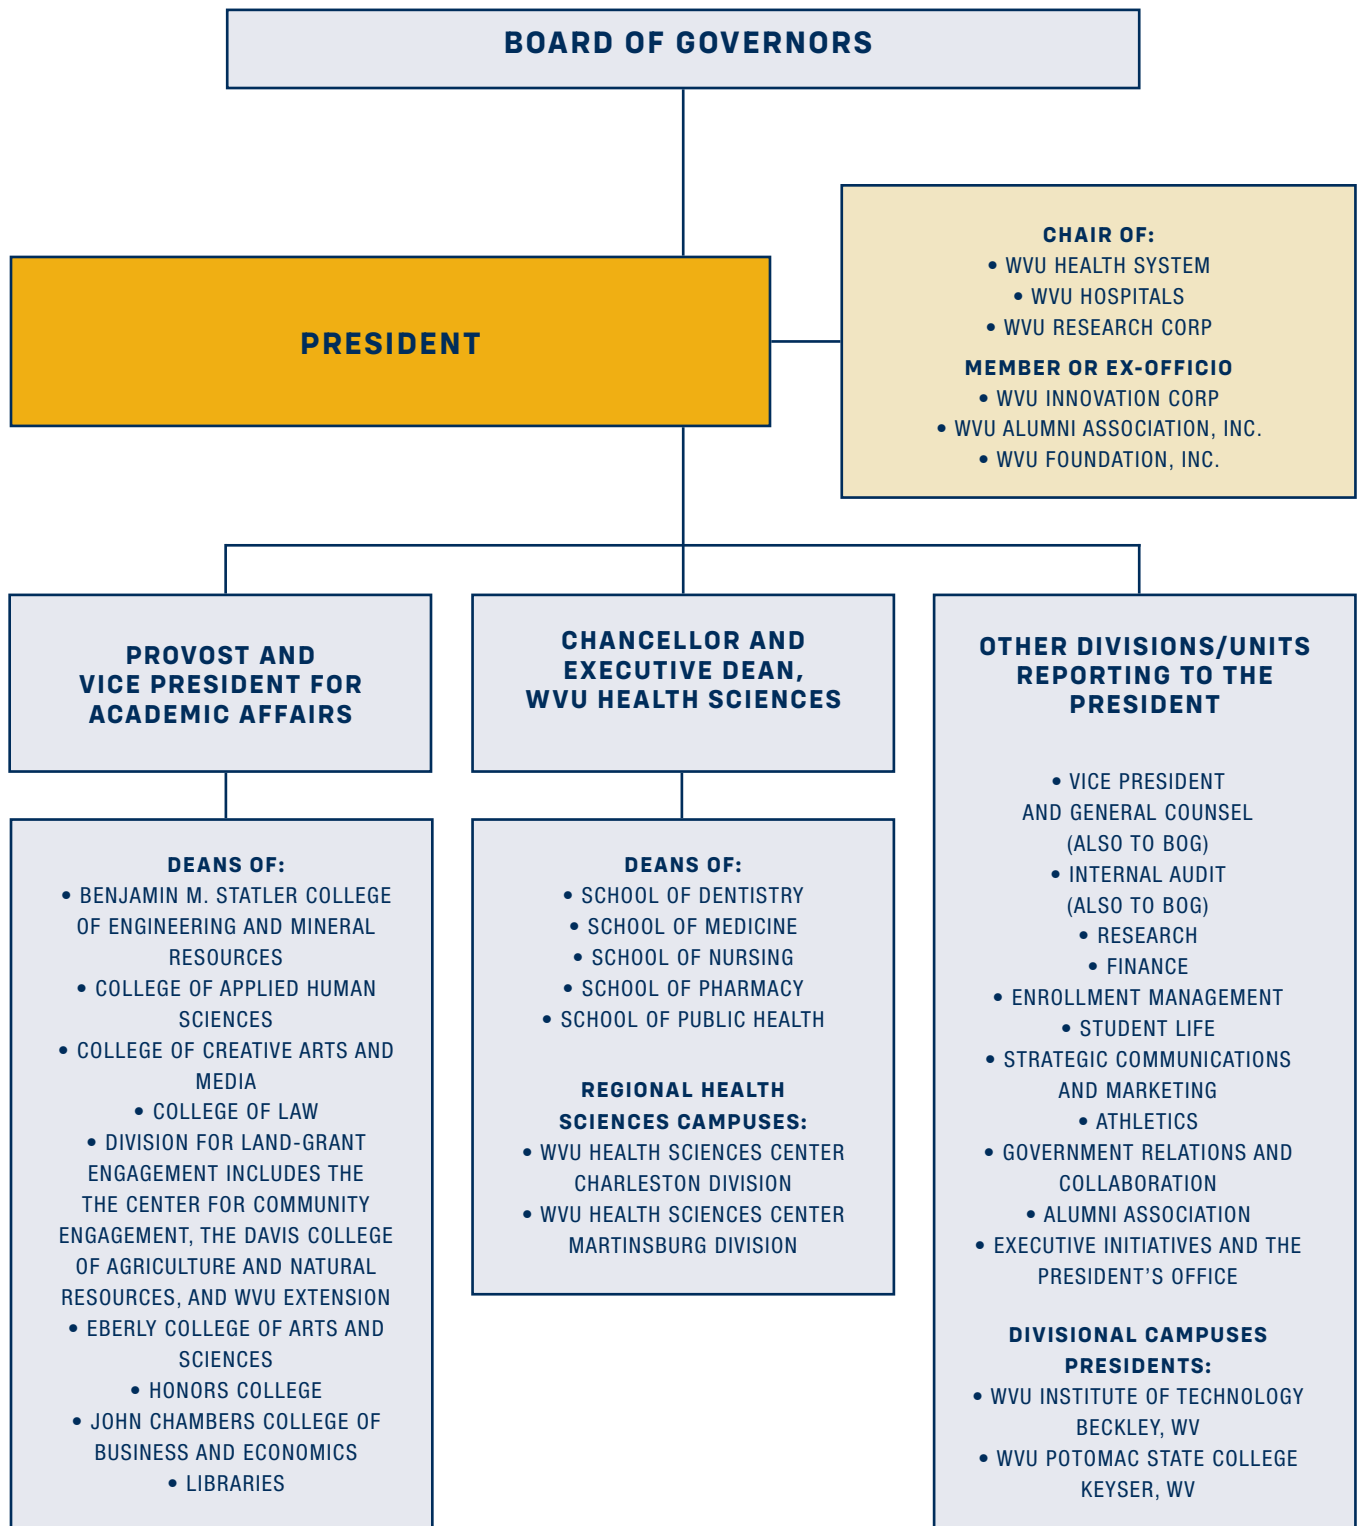 BOARD OF GOVERNORS
CHAIR OF:
• WVU HEALTH SYSTEM
• WVU HOSPITALS
• WVU RESEARCH CORP
MEMBER OR EX-OFFICIO
• WVU INNOVATION CORP
• WVU ALUMNI ASSOCIATION, INC.
• WVU FOUNDATION, INC.
PRESIDENT
PROVOST AND
VICE PRESIDENT FOR
ACADEMIC AFFAIRS
DEANS OF:
• BENJAMIN M. STATLER COLLEGE
OF ENGINEERING AND MINERAL
RESOURCES
• COLLEGE OF APPLIED HUMAN
SCIENCES
• COLLEGE OF CREATIVE ARTS AND
MEDIA
• COLLEGE OF LAW
• DIVISION FOR LAND-GRANT
ENGAGEMENT INCLUDES THE
THE CENTER FOR COMMUNITY
ENGAGEMENT, THE DAVIS COLLEGE
OF AGRICULTURE AND NATURAL
RESOURCES, AND WVU EXTENSION
• EBERLY COLLEGE OF ARTS AND
SCIENCES
• HONORS COLLEGE
• JOHN CHAMBERS COLLEGE OF
BUSINESS AND ECONOMICS
• LIBRARIES
CHANCELLOR AND
EXECUTIVE DEAN,
WVU HEALTH SCIENCES
DEANS OF:
• SCHOOL OF DENTISTRY
• SCHOOL OF MEDICINE
• SCHOOL OF NURSING
• SCHOOL OF PHARMACY
• SCHOOL OF PUBLIC HEALTH
REGIONAL HEALTH
SCIENCES CAMPUSES:
• WVU HEALTH SCIENCES CENTER
CHARLESTON DIVISION
• WVU HEALTH SCIENCES CENTER
MARTINSBURG DIVISION
OTHER DIVISIONS/UNITS
REPORTING TO THE
PRESIDENT
• VICE PRESIDENT
AND GENERAL COUNSEL
(ALSO TO BOG)
• INTERNAL AUDIT
(ALSO TO BOG)
• RESEARCH
• FINANCE
• ENROLLMENT MANAGEMENT
• STUDENT LIFE
• STRATEGIC COMMUNICATIONS
AND MARKETING
• ATHLETICS
• GOVERNMENT RELATIONS AND
COLLABORATION
• ALUMNI ASSOCIATION
• EXECUTIVE INITIATIVES AND THE
PRESIDENT'S OFFICE
DIVISIONAL CAMPUSES
PRESIDENTS:
• WVU INSTITUTE OF TECHNOLOGY
BECKLEY, WV
• WVU POTOMAC STATE COLLEGE
KEYSER, WV